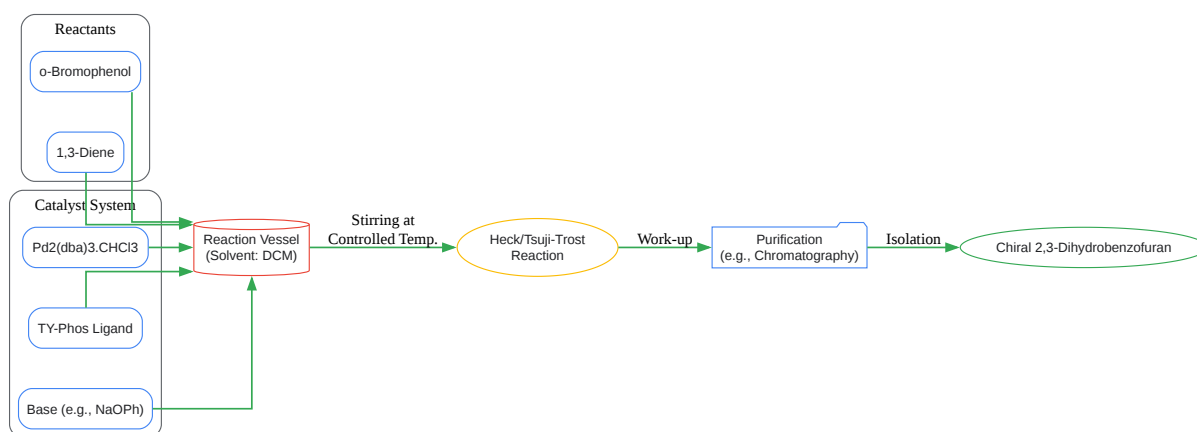 Reactants
o-Bromophenol
1,3-Diene
Catalyst System
Pd2(dba)3.CHCl3
TY-Phos Ligand
Base (e.g., NaOPh)
Reaction Vessel
(Solvent: DCM)
Stirring at
Controlled Temp.
Heck/Tsuji-Trost
Reaction
Work-up
Purification
(e.g., Chromatography)
Isolation
Chiral 2,3-Dihydrobenzofuran